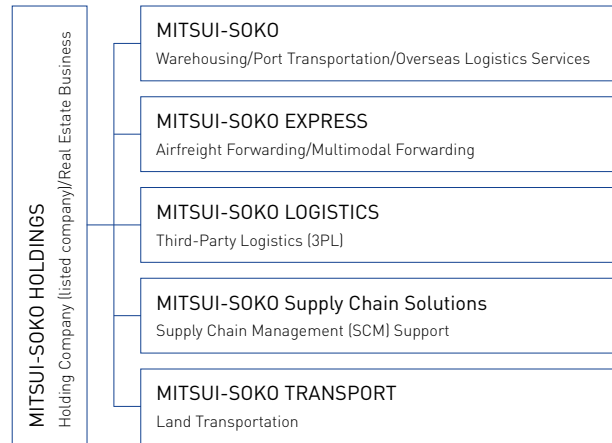 MITSUI-SOKO HOLDINGS
Holding Company (listed company)/Real Estate Business
MITSUI-SOKO
Warehousing/Port Transportation/Overseas Logistics Services
MITSUI-SOKO EXPRESS
Airfreight Forwarding/Multimodal Forwarding
MITSUI-SOKO LOGISTICS
Third-Party Logistics (3PL)
MITSUI-SOKO Supply Chain Solutions
Supply Chain Management (SCM) Support
MITSUI-SOKO TRANSPORT
Land Transportation